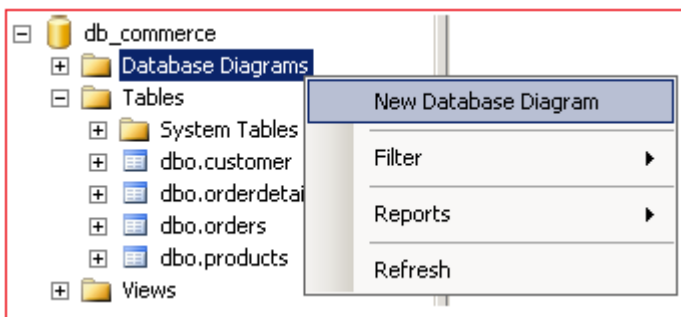 db_commerce
Database Diagrams
Tables
System Tables
dbo.customer
dbo.orderdetai
dbo.orders
dbo.products
Views
New Database Diagram
Filter
Reports
Refresh